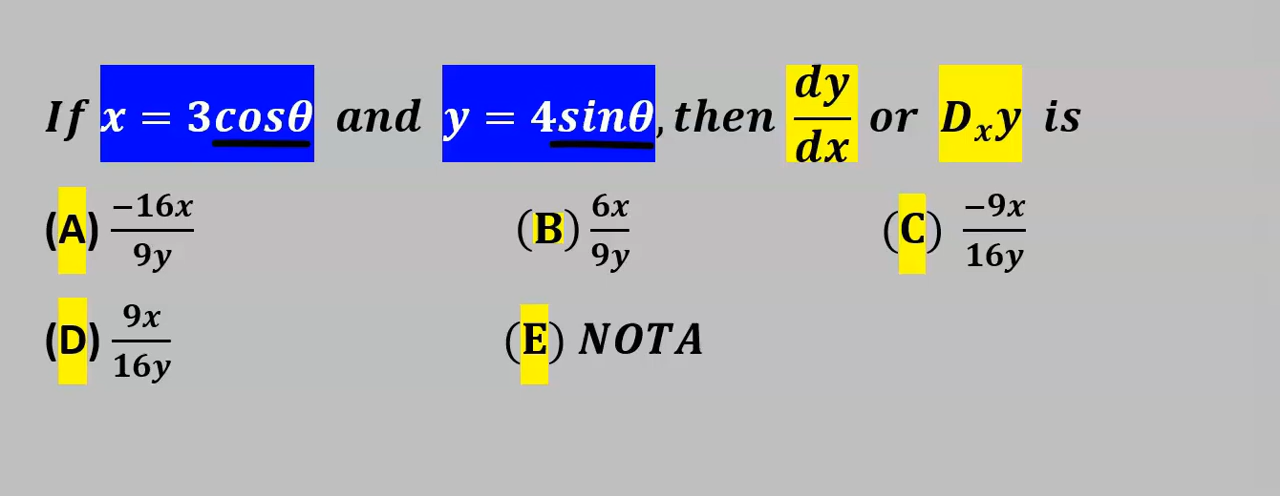 If x = 3cosθ and y = 4sinθ, then dy/dx or Dₓy is
(A) −16x/9y (B) 6x/9y (C) −9x/16y
(D) 9x/16y (E) NOTA